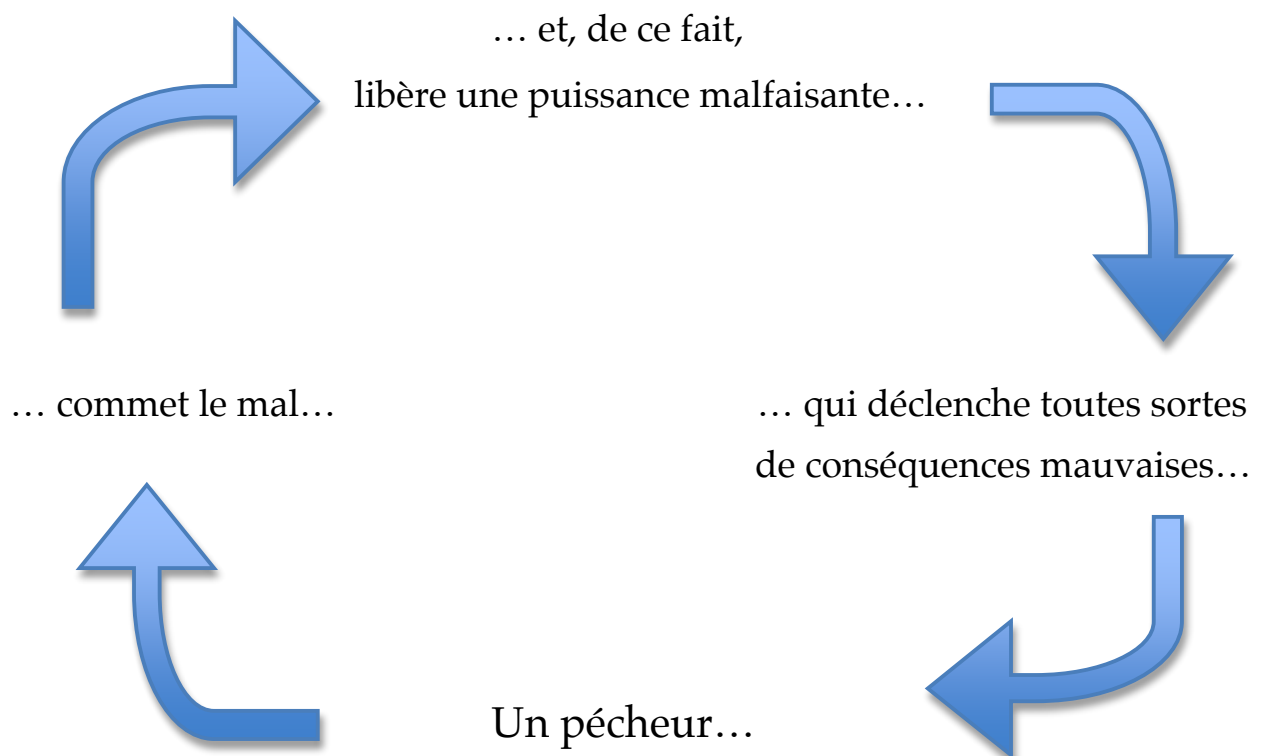 … et, de ce fait,
libère une puissance malfaisante…
… commet le mal…
… qui déclenche toutes sortes
de conséquences mauvaises…
Un pécheur…